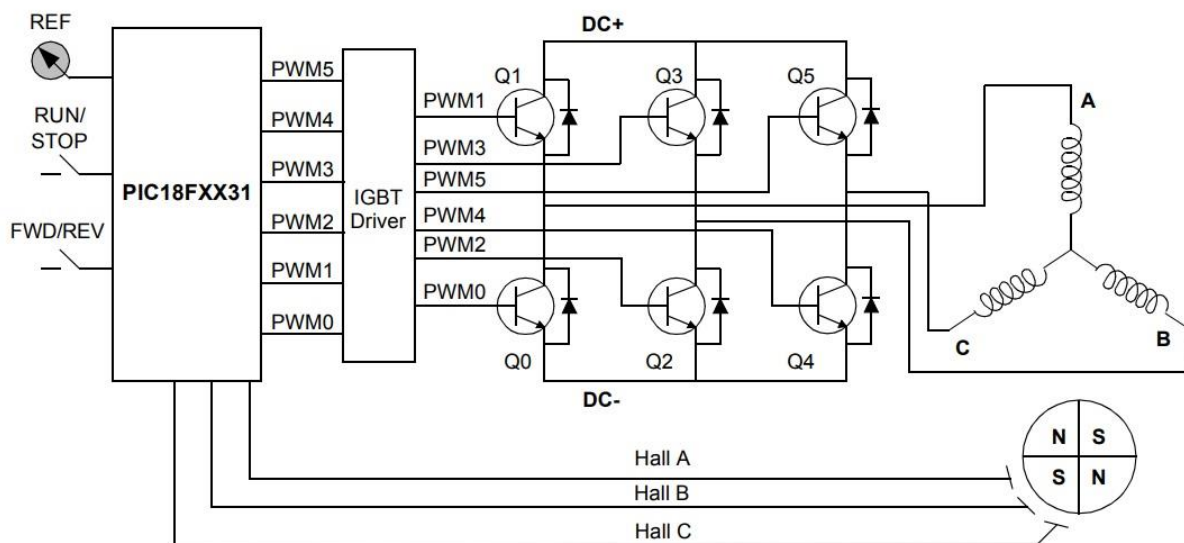 REF
RUN/
STOP
FWD/REV
PIC18FXX31
PWM5
PWM4
PWM3
PWM2
PWM1
PWM0
IGBT
Driver
PWM1
PWM3
PWM5
PWM4
PWM2
PWM0
DC+
Q1
Q3
Q5
Q0
Q2
Q4
DC-
A
C
B
Hall A
Hall B
Hall C
N S
S N